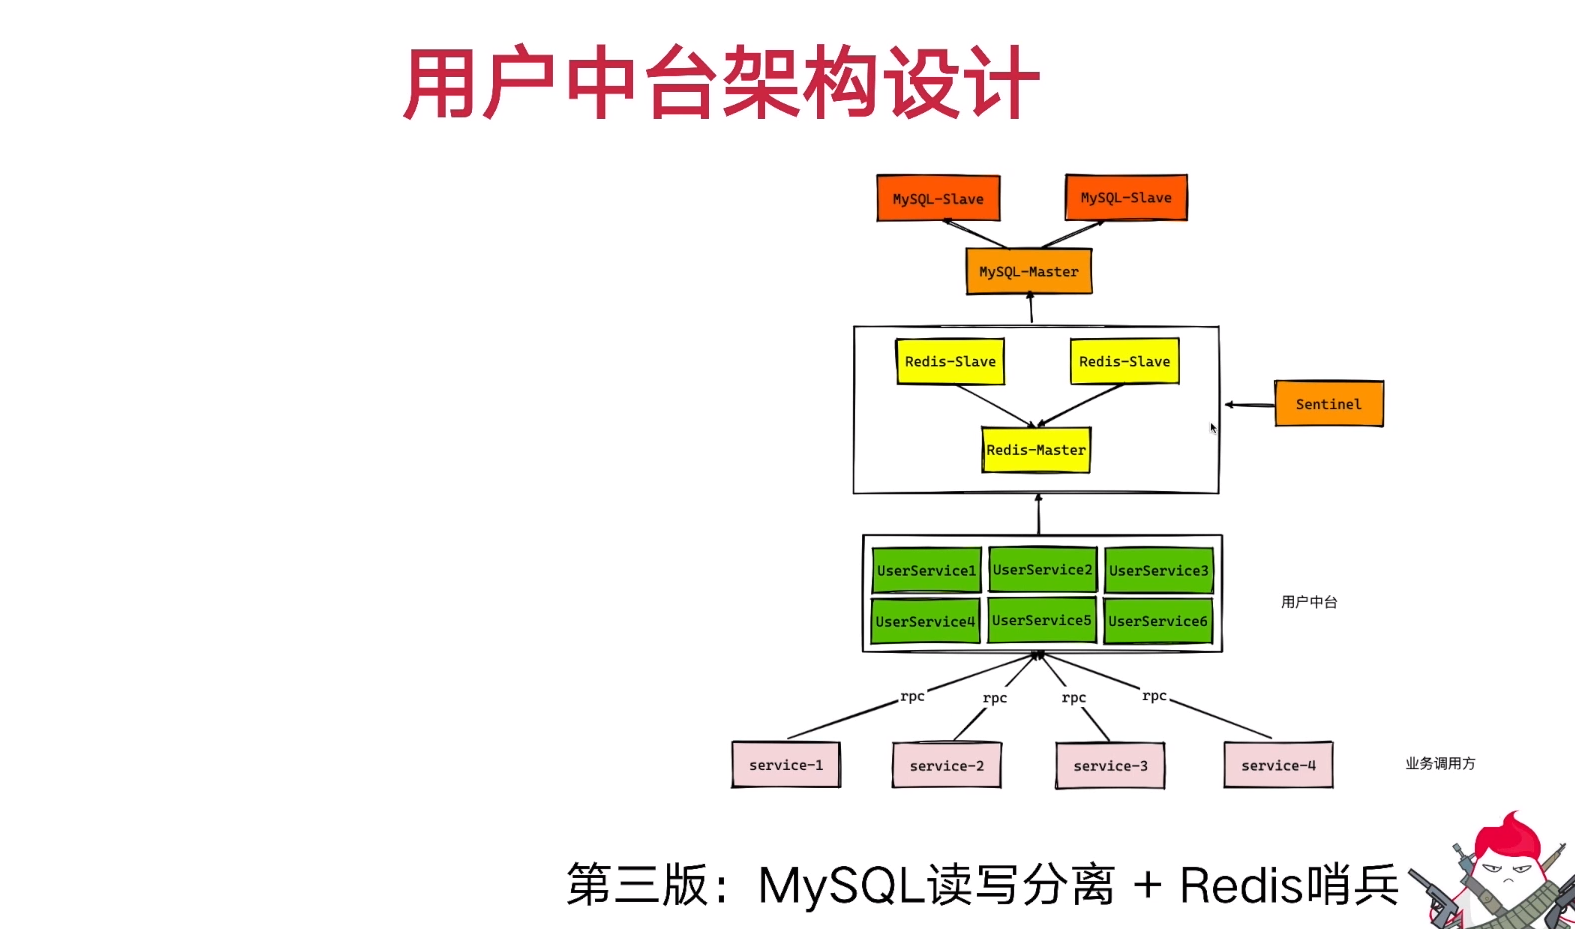 用户中台架构设计
MySQL-Slave
MySQL-Slave
MySQL-Master
Redis-Slave
Redis-Slave
Sentinel
Redis-Master
UserService1
UserService2
UserService3
用户中台
UserService4
UserService5
UserService6
rpc
rpc
rpc
rpc
service-1
service-2
service-3
service-4
业务调用方
第三版：MySQL读写分离 + Redis哨兵